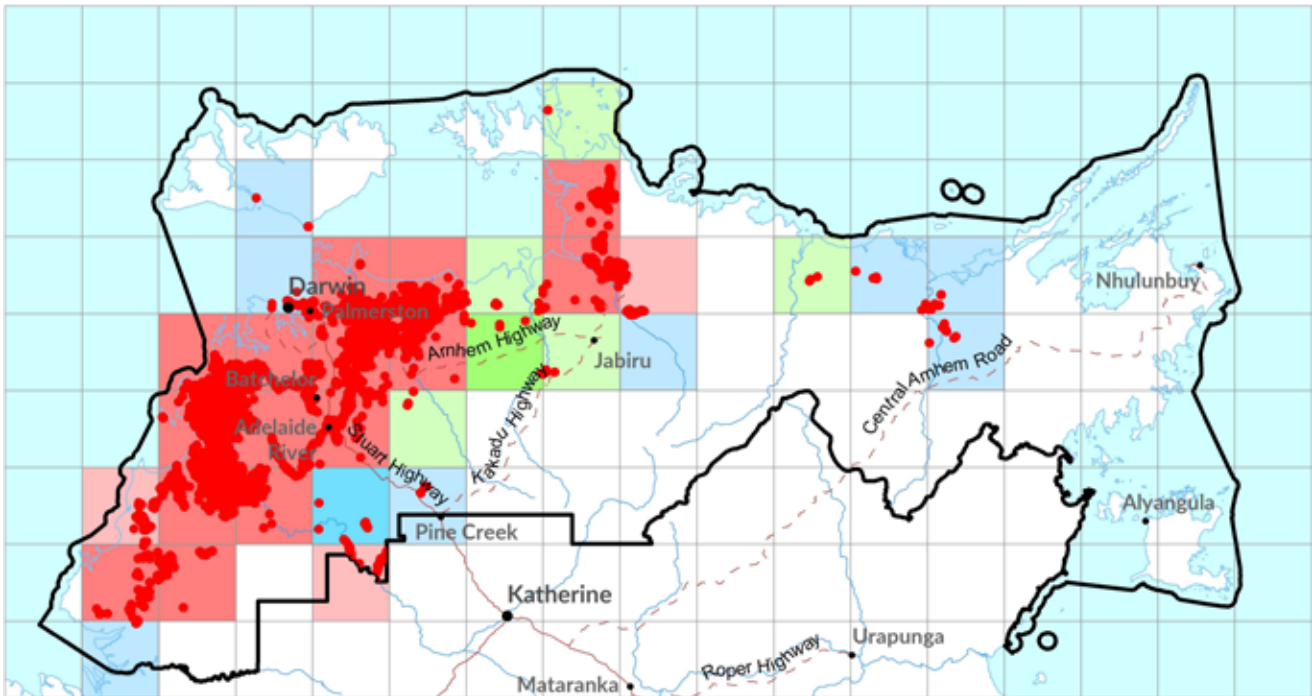 Nhulunbuy
Darwin
Palmerston
Arnhem Highway
Jabiru
Central Arnhem Road
Batchelor
Kakadu Highway
Adelaide
River
Stuart Highway
Alyangula
Pine Creek
Katherine
Urapunga
Roper Highway
Mataranka